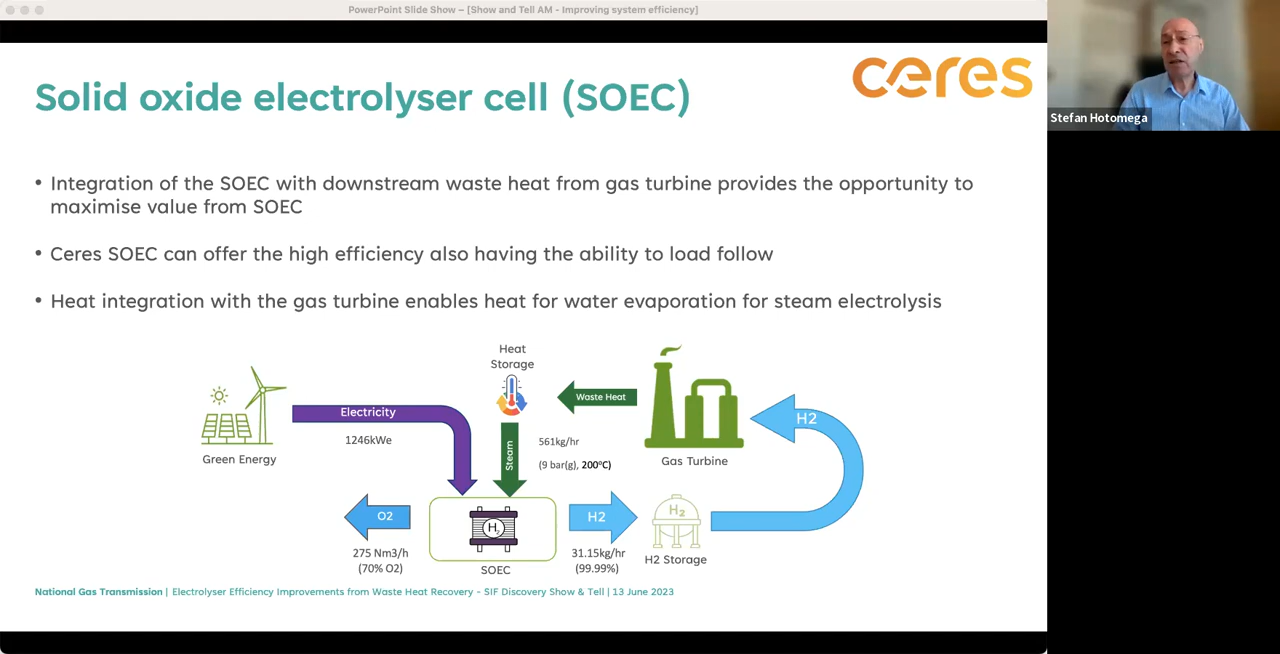 PowerPoint Slide Show – [Show and Tell AM - Improving system efficiency]
Solid oxide electrolyser cell (SOEC)
ceres
Stefan Hotomega
• Integration of the SOEC with downstream waste heat from gas turbine provides the opportunity to
maximise value from SOEC
• Ceres SOEC can offer the high efficiency also having the ability to load follow
• Heat integration with the gas turbine enables heat for water evaporation for steam electrolysis
Heat
Storage
Waste Heat
Electricity
1246kWe
Green Energy
Steam
561kg/hr
(9 bar(g), 200°C)
Gas Turbine
H2
O2
275 Nm3/h
(70% O2)
H2
SOEC
H2
31.15kg/hr
(99.99%)
H2
H2 Storage
National Gas Transmission | Electrolyser Efficiency Improvements from Waste Heat Recovery - SIF Discovery Show & Tell | 13 June 2023